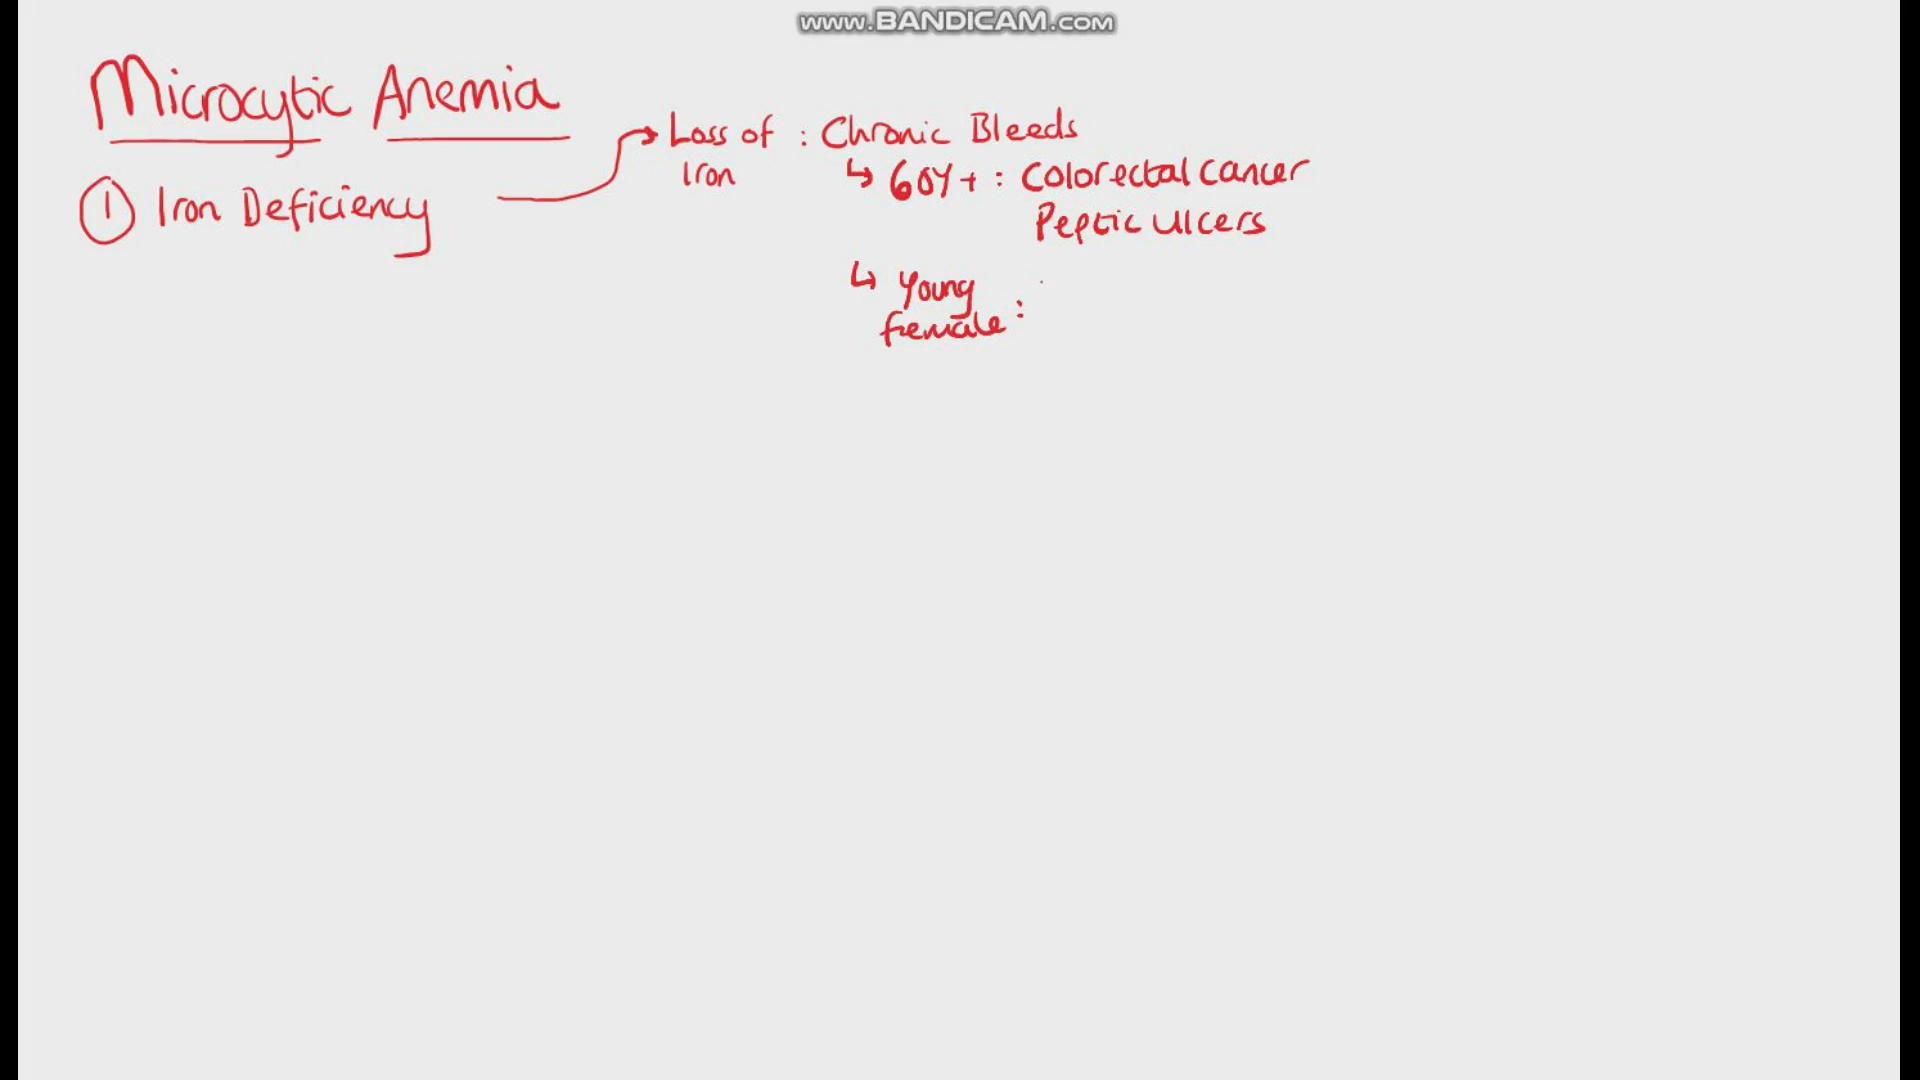 www.BANDICAM.com
Microcytic Anemia
① Iron Deficiency
Loss of : Chronic Bleeds
Iron
↳ 60Y+ : Colorectal cancer
Peptic Ulcers
↳ Young
female :